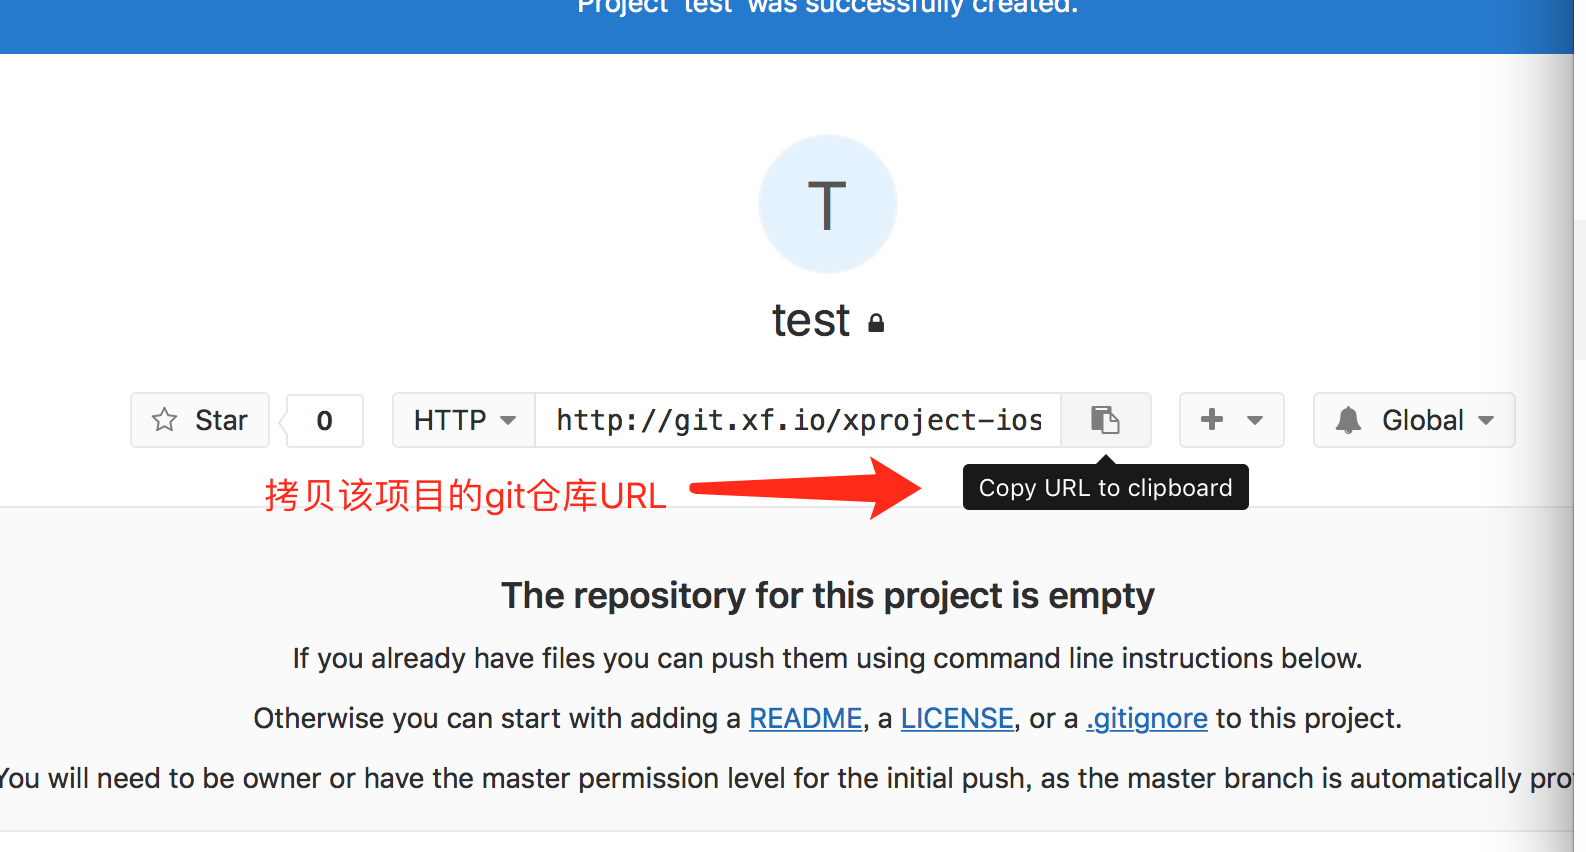 Project 'test' was successfully created.
T
test
Star
0
HTTP
http://git.xf.io/xproject-ios
Global
拷贝该项目的git仓库URL
Copy URL to clipboard
The repository for this project is empty
If you already have files you can push them using command line instructions below.
Otherwise you can start with adding a README, a LICENSE, or a .gitignore to this project.
You will need to be owner or have the master permission level for the initial push, as the master branch is automatically